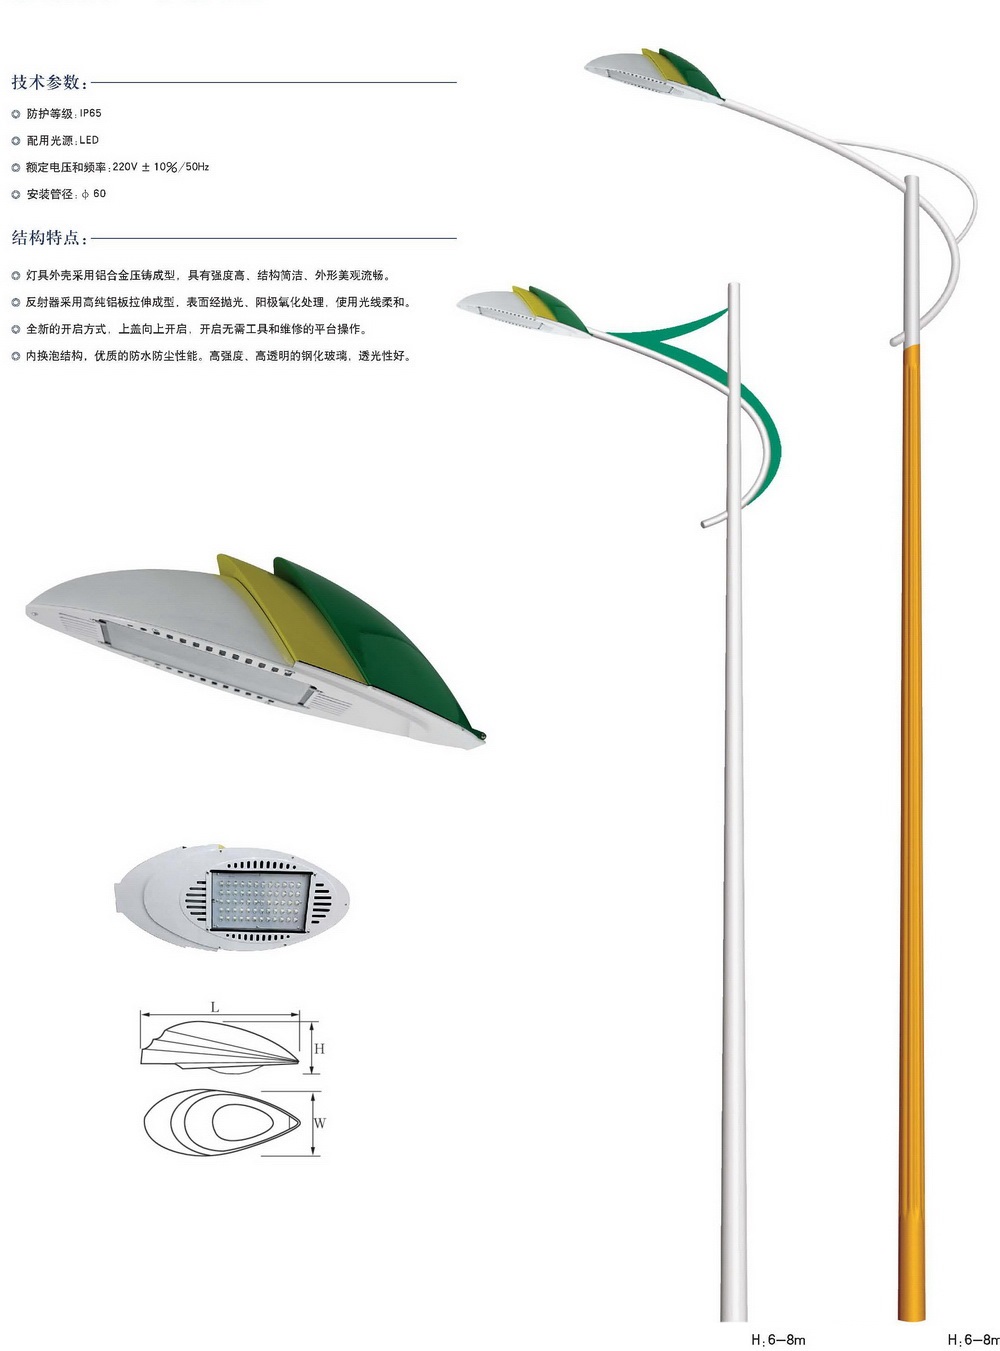 技术参数:
◎ 防护等级: IP65
◎ 配用光源: LED
◎ 额定电压和频率: 220V ± 10%/50Hz
◎ 安装管径: φ 60
结构特点:
◎ 灯具外壳采用铝合金压铸成型，具有强度高、结构简洁、外形美观流畅。
◎ 反射器采用高纯铝板拉伸成型，表面经抛光、阳极氧化处理，使用光线柔和。
◎ 全新的开启方式，上盖向上开启，开启无需工具和维修的平台操作。
◎ 内换泡结构，优质的防水防尘性能。高强度、高透明的钢化玻璃，透光性好。
L
H
W
H:6-8m
H:6-8m